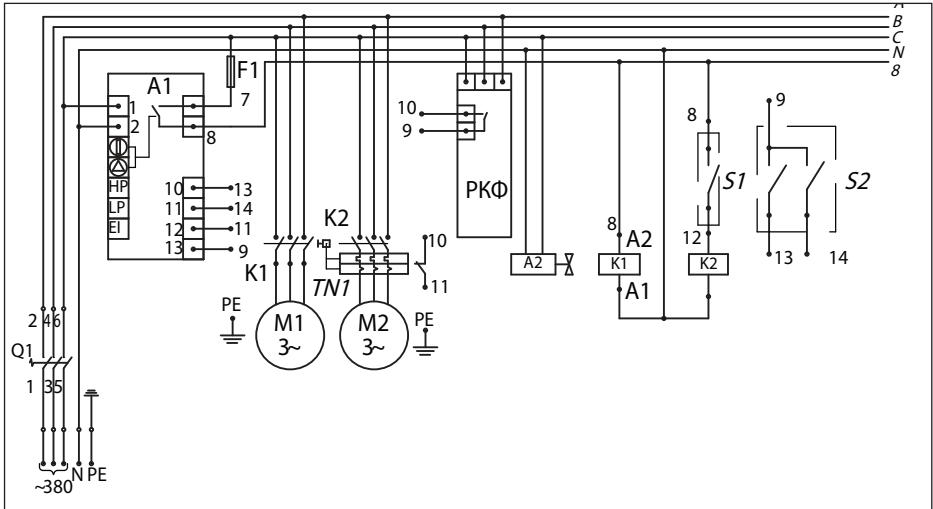 A
B
C
N
8
F1
A1
1
7
2
8
HP
LP
EI
10
13
11
14
12
11
13
9
K2
K1
TN1
10
11
PE
M1
3~
M2
3~
PE
10
9
РКФ
A2
8
A2
K1
A1
8
S1
12
K2
9
S2
13
14
2
4
6
Q1
1
3
5
N
PE
~380